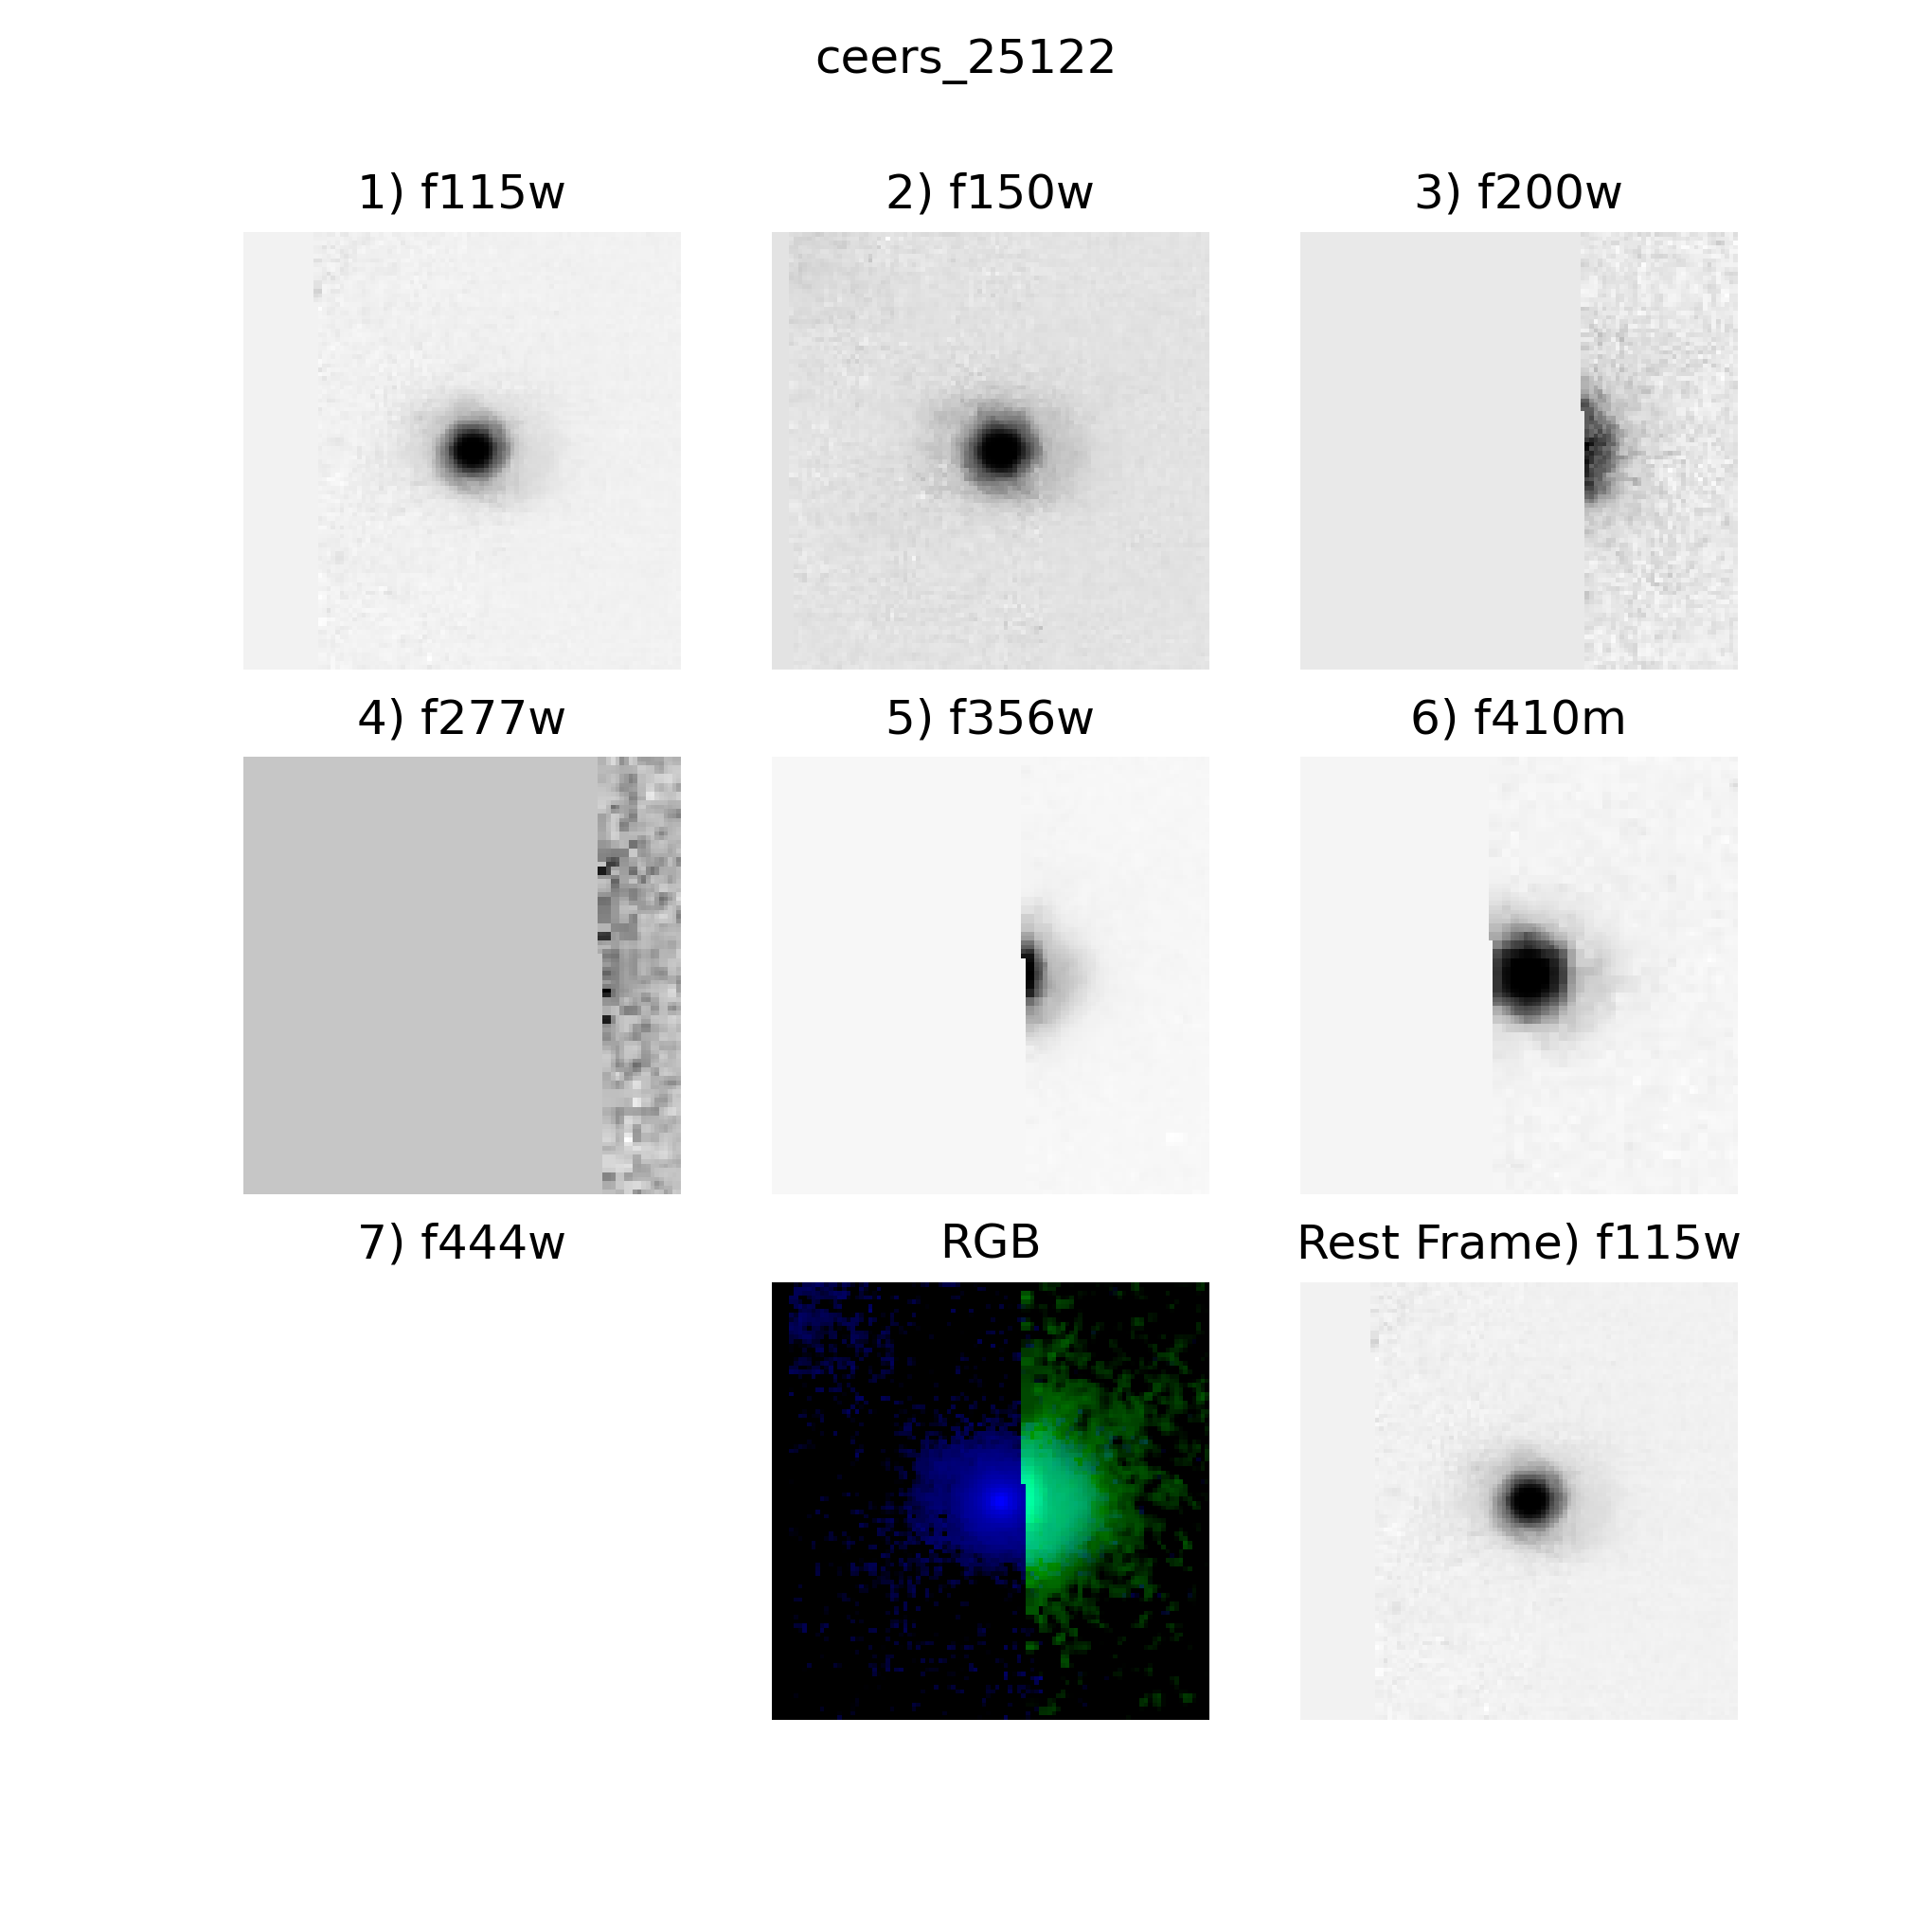 ceers_25122
1) f115w
2) f150w
3) f200w
4) f277w
5) f356w
6) f410m
7) f444w
RGB
Rest Frame) f115w